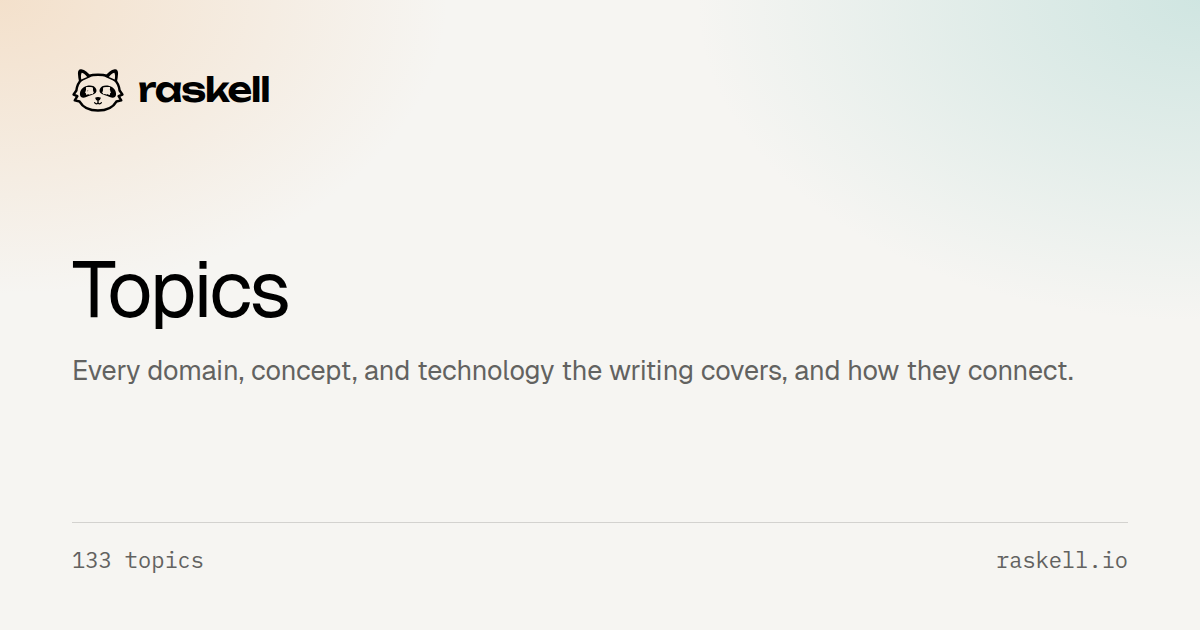 raskell
Topics
Every domain, concept, and technology the writing covers, and how they connect.
133 topics
raskell.io